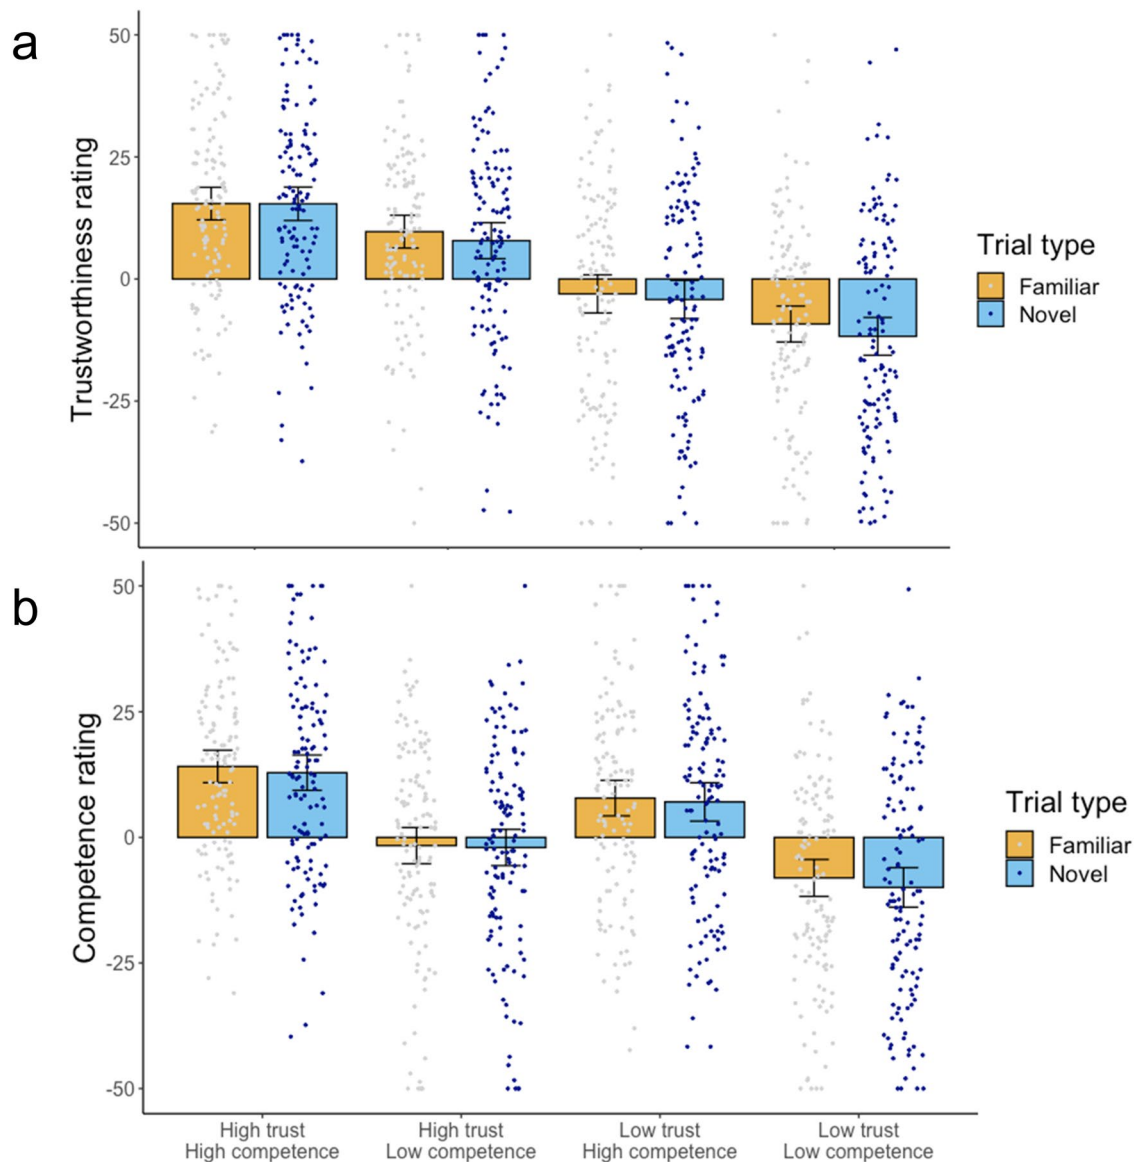 a
50
25
0
-25
-50
Trustworthiness rating
Trial type
Familiar
Novel
b
50
25
0
-25
-50
Competence rating
Trial type
Familiar
Novel
High trust
High competence
High trust
Low competence
Low trust
High competence
Low trust
Low competence